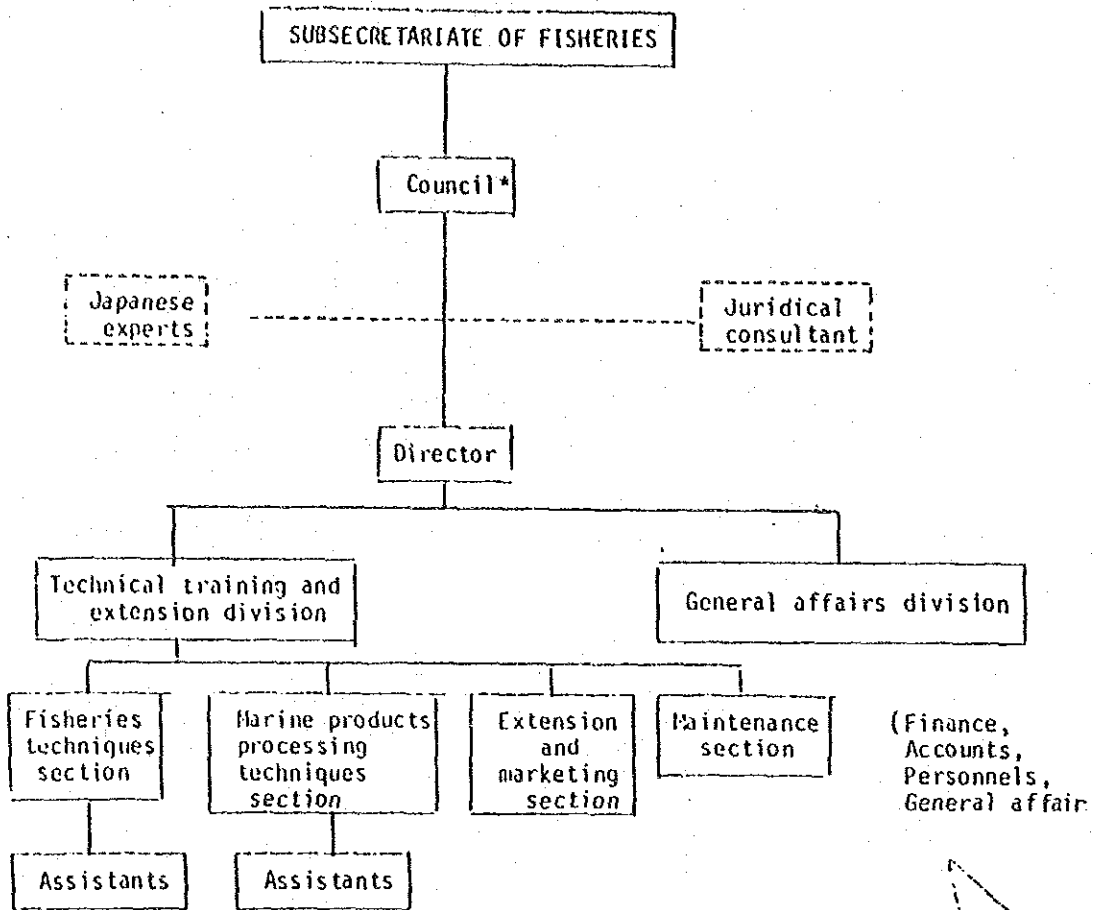 SUBSECRETARIATE OF FISHERIES
Council*
Japanese
experts
Juridical
consultant
Director
Technical training and
extension division
General affairs division
Fisheries
techniques
section
Marine products
processing
techniques
section
Extension
and
marketing
section
Maintenance
section
(Finance,
Accounts,
Personnels,
General affair
Assistants
Assistants